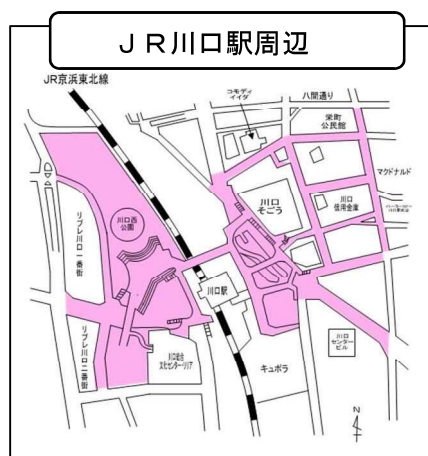 ＪＲ川口駅周辺
JR京浜東北線
コモディ
イイダ
八間通り
栄町
公民館
マクドナルド
川口
そごう
川口
信用金庫
リプレ川口一番街
川口西
公園
川口駅
リプレ川口二番街
川口総合
文化センター・リリア
キュポラ
川口
センター
ビル
N